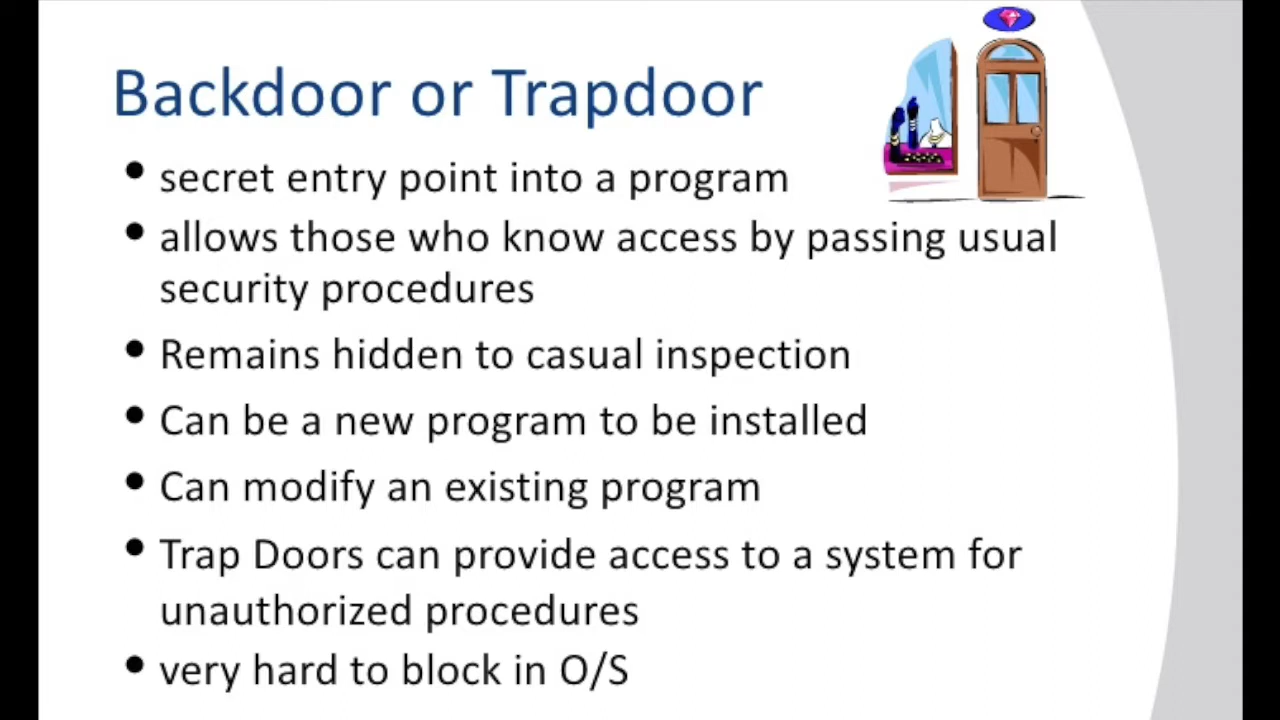 Backdoor or Trapdoor
• secret entry point into a program
• allows those who know access by passing usual
security procedures
• Remains hidden to casual inspection
• Can be a new program to be installed
• Can modify an existing program
• Trap Doors can provide access to a system for
unauthorized procedures
• very hard to block in O/S